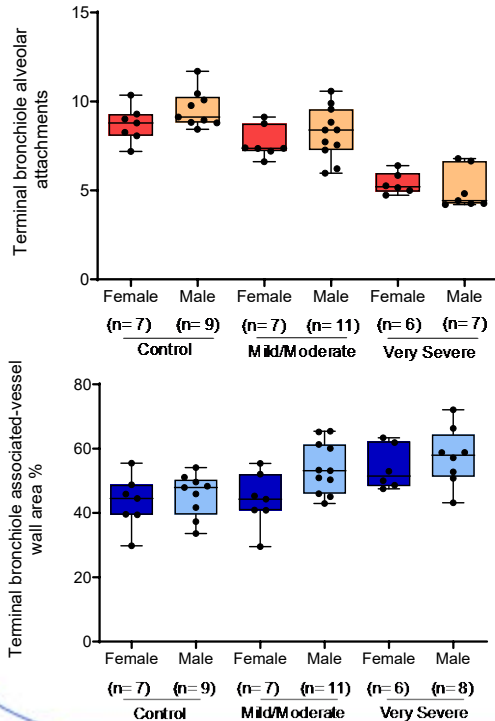 Terminal bronchiole alveolar
attachments
15
10
5
0
Female Male Female Male Female Male
(n= 7) (n= 9) (n= 7) (n= 11) (n= 6) (n= 7)
Control Mild/Moderate Very Severe
Terminal bronchiole associated-vessel
wall area %
80
60
40
20
0
Female Male Female Male Female Male
(n= 7) (n= 9) (n= 7) (n= 11) (n= 6) (n= 8)
Control Mild/Moderate Very Severe